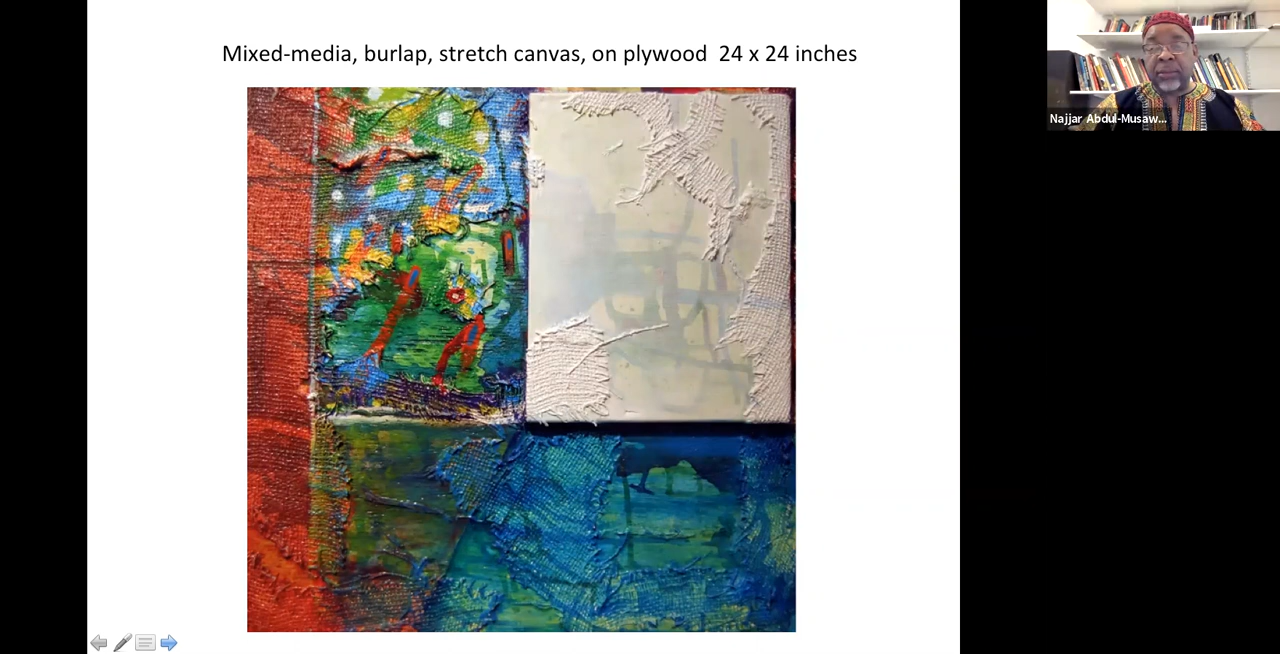 Mixed-media, burlap, stretch canvas, on plywood  24 x 24 inches
Najjar Abdul-Musaw...